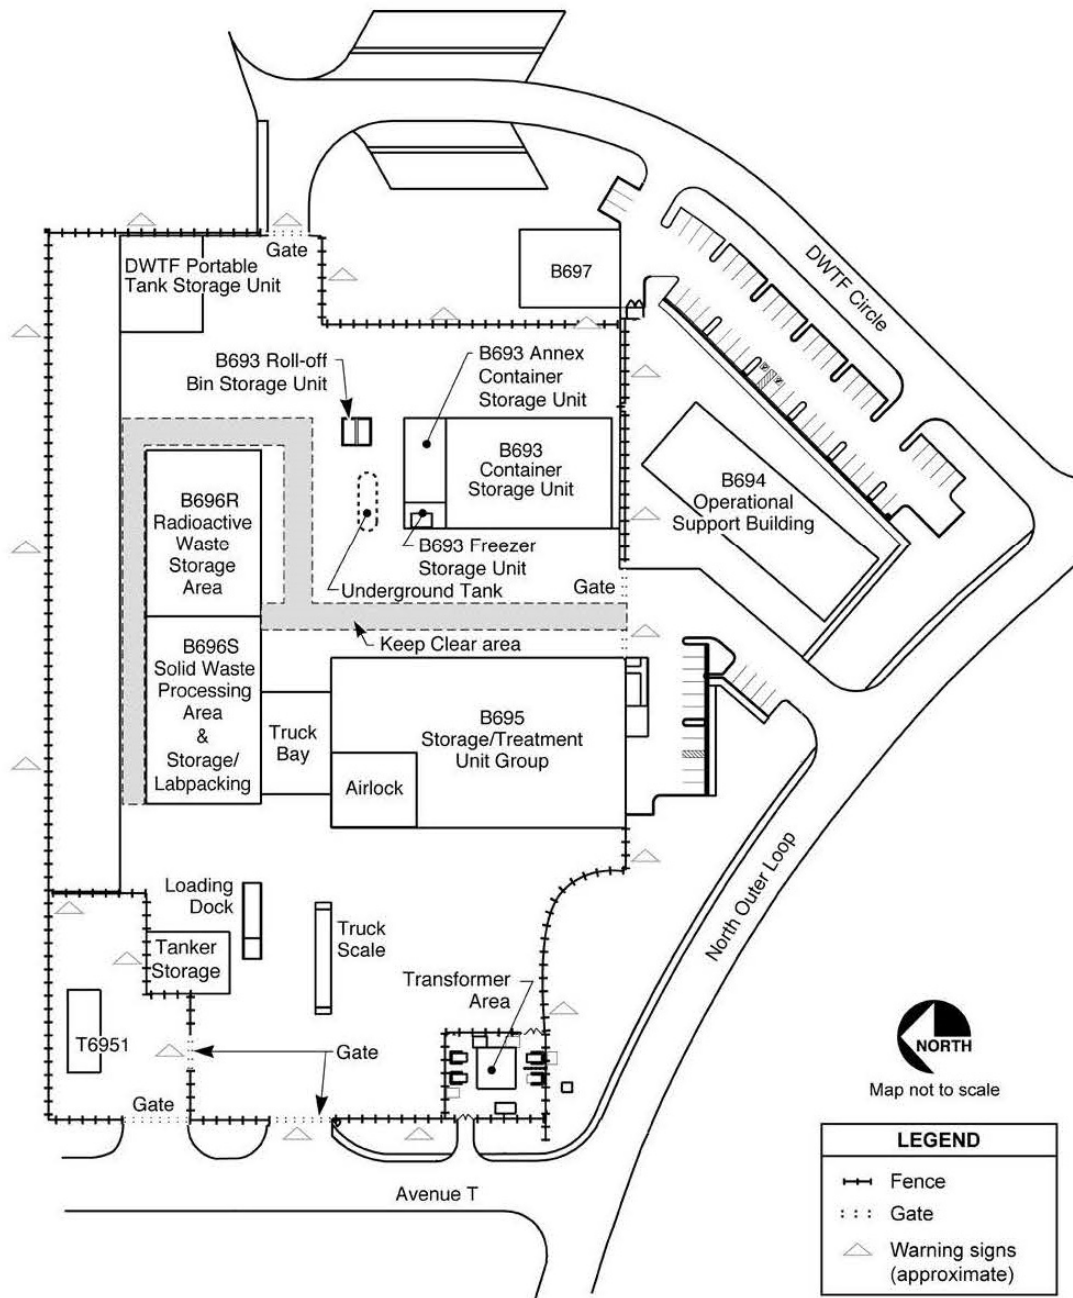 DWTF Circle
Gate
DWTF Portable
Tank Storage Unit
B697
B693 Roll-off
Bin Storage Unit
B693 Annex
Container
Storage Unit
B693
Container
Storage Unit
B694
Operational
Support Building
B696R
Radioactive
Waste
Storage
Area
B693 Freezer
Storage Unit
Underground Tank
Gate
Keep Clear area
B696S
Solid Waste
Processing
Area
&
Storage/
Labpacking
Truck
Bay
B695
Storage/Treatment
Unit Group
Airlock
North Outer Loop
Loading
Dock
Truck
Scale
Tanker
Storage
Transformer
Area
T6951
Gate
Gate
NORTH
Map not to scale
Avenue T
LEGEND
Fence
Gate
Warning signs
(approximate)